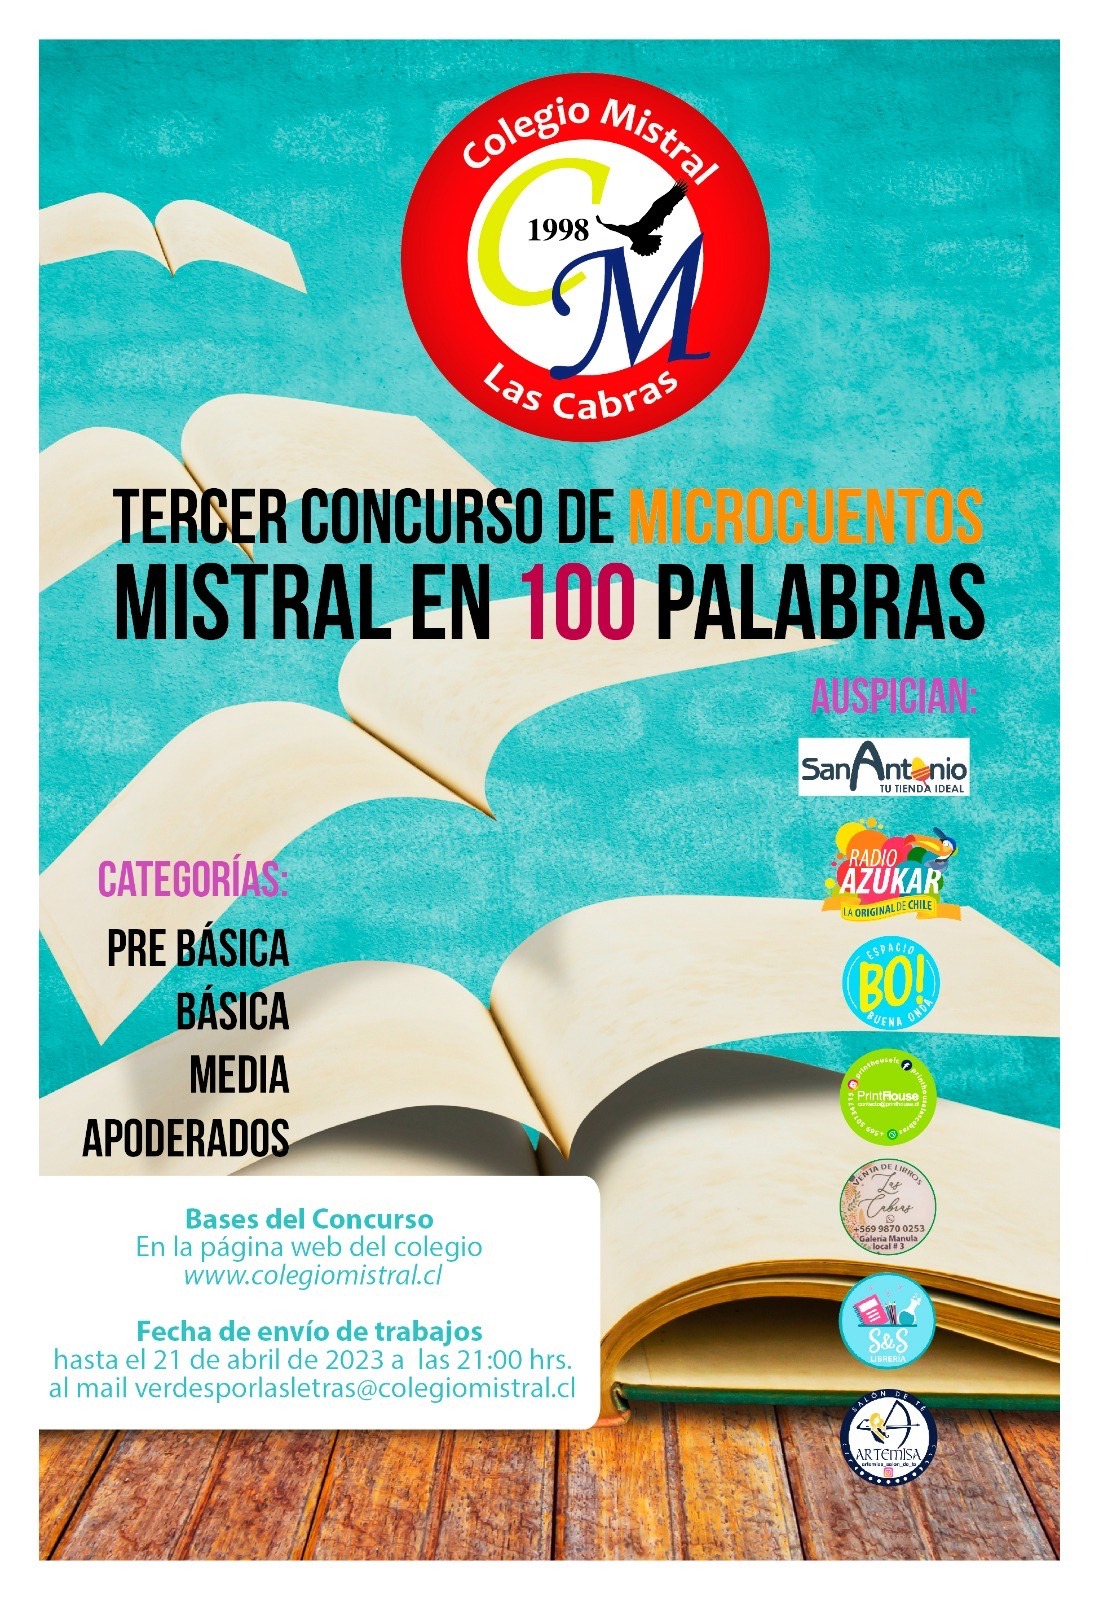 Colegio Mistral
1998
CM
Las Cabras
TERCER CONCURSO DE MICROCUENTOS
MISTRAL EN 100 PALABRAS
AUSPICIAN:
SanAntonio
TU TIENDA IDEAL
RADIO
AZUKAR
LA ORIGINAL DE CHILE
ESPACIO
BO!
BUENA ONDA
PrintHouse
contacto@printhouse.cl
VENTA DE LIBROS
Las
Cabras
+569 9870 0253
Galería Manula
local # 3
S&S
LIBRERÍA
SALÓN DE TÉ
ARTEMISA
artemisa_salon_de_te
CATEGORÍAS:
PRE BÁSICA
BÁSICA
MEDIA
APODERADOS
Bases del Concurso
En la página web del colegio
www.colegiomistral.cl
Fecha de envío de trabajos
hasta el 21 de abril de 2023 a las 21:00 hrs.
al mail verdesporlasletras@colegiomistral.cl